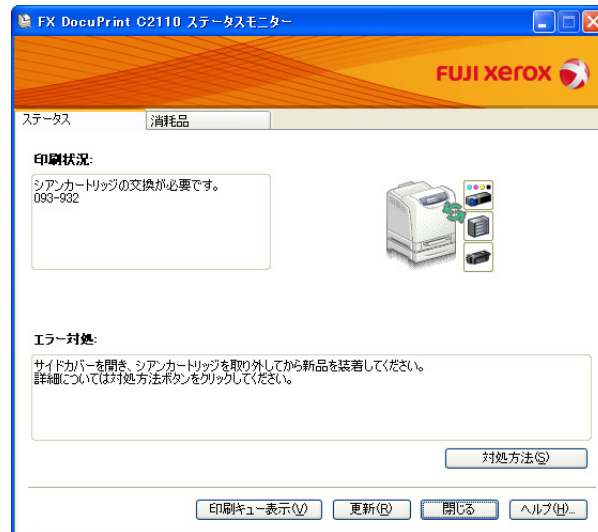 FX DocuPrint C2110 ステータスモニター
FUJI XEROX
ステータス
消耗品
印刷状況:
シアンカートリッジの交換が必要です。
093-932
エラー対処:
サイドカバーを開き、シアンカートリッジを取り外してから新品を装着してください。
詳細については対処方法ボタンをクリックしてください。
対処方法(S)
印刷キュー表示(V)
更新(R)
閉じる
ヘルプ(H)...